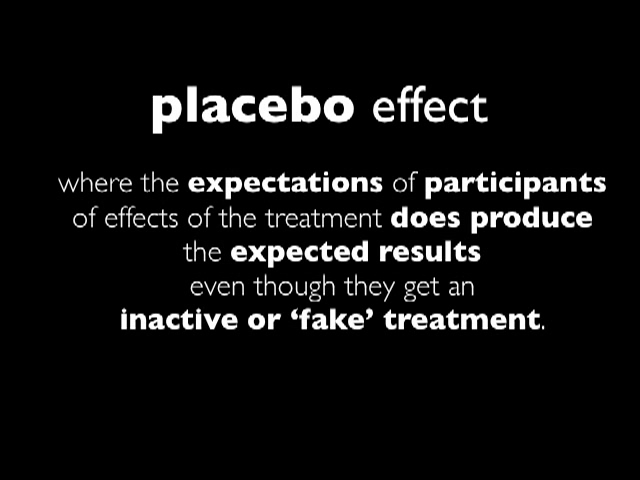 placebo effect
where the expectations of participants
of effects of the treatment does produce
the expected results
even though they get an
inactive or ‘fake’ treatment.